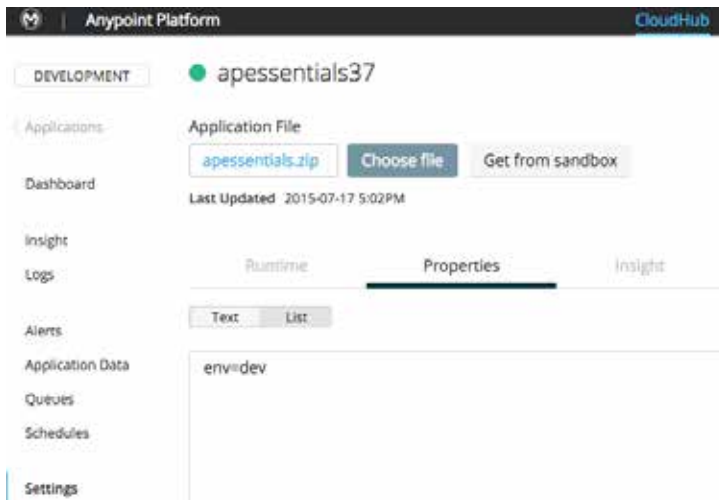 Anypoint Platform
CloudHub
DEVELOPMENT
apessentials37
Applications
Application File
apessentials.zip
Choose file
Get from sandbox
Dashboard
Last Updated 2015-07-17 5:02PM
Insight
Runtime
Properties
Insight
Logs
Text
List
Alerts
Application Data
env=dev
Queues
Schedules
Settings